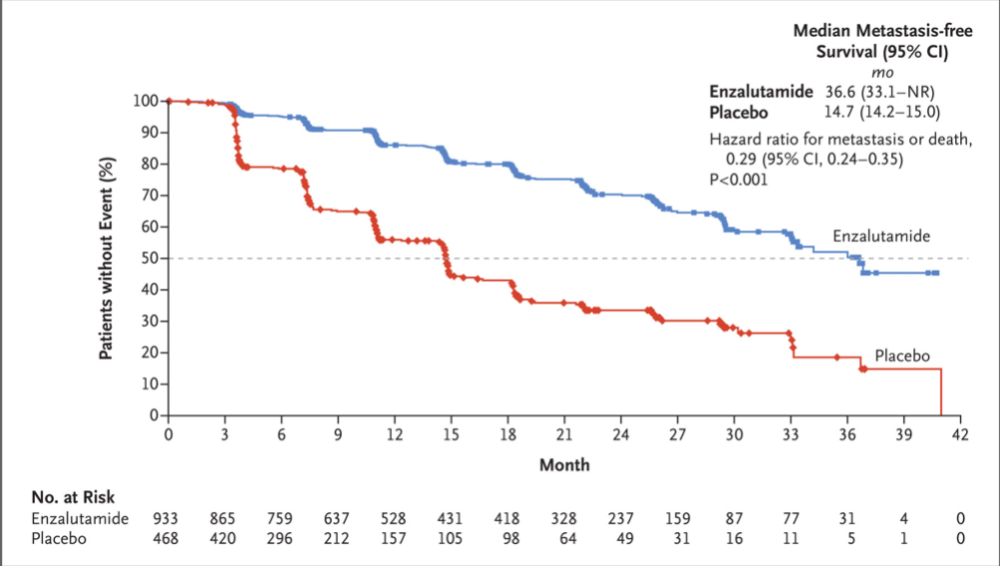 Median Metastasis-free
Survival (95% CI)
mo
Enzalutamide 36.6 (33.1–NR)
Placebo 14.7 (14.2–15.0)
Hazard ratio for metastasis or death,
0.29 (95% CI, 0.24–0.35)
P<0.001
Patients without Event (%)
100
90
80
70
60
50
40
30
20
10
0
Enzalutamide
Placebo
0 3 6 9 12 15 18 21 24 27 30 33 36 39 42
Month
No. at Risk
Enzalutamide 933 865 759 637 528 431 418 328 237 159 87 77 31 4 0
Placebo 468 420 296 212 157 105 98 64 49 31 16 11 5 1 0